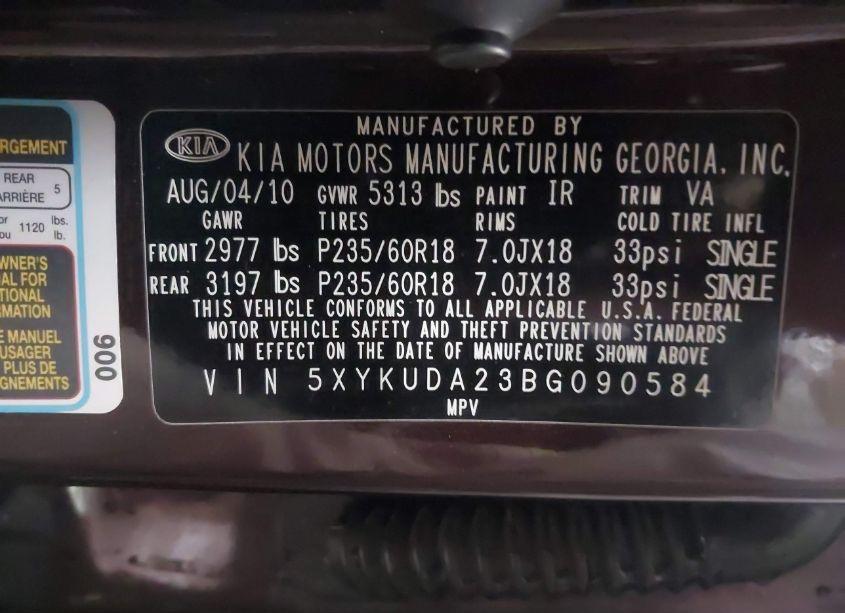 MANUFACTURED BY
KIA KIA MOTORS MANUFACTURING GEORGIA, INC.
AUG/04/10 GVWR 5313 lbs PAINT IR TRIM VA
GAWR TIRES RIMS COLD TIRE INFL
FRONT 2977 lbs P235/60R18 7.0JX18 33psi SINGLE
REAR 3197 lbs P235/60R18 7.0JX18 33psi SINGLE
THIS VEHICLE CONFORMS TO ALL APPLICABLE U.S.A. FEDERAL
MOTOR VEHICLE SAFETY AND THEFT PREVENTION STANDARDS
IN EFFECT ON THE DATE OF MANUFACTURE SHOWN ABOVE
VIN 5XYKUDA23BG090584
MPV
ARGEMENT
REAR 5
ARRIÈRE
or 1120 lbs.
ou lb.
WNER'S
AL FOR
TIONAL
RMATION
E MANUEL
USAGER
PLUS DE
GNEMENTS
006